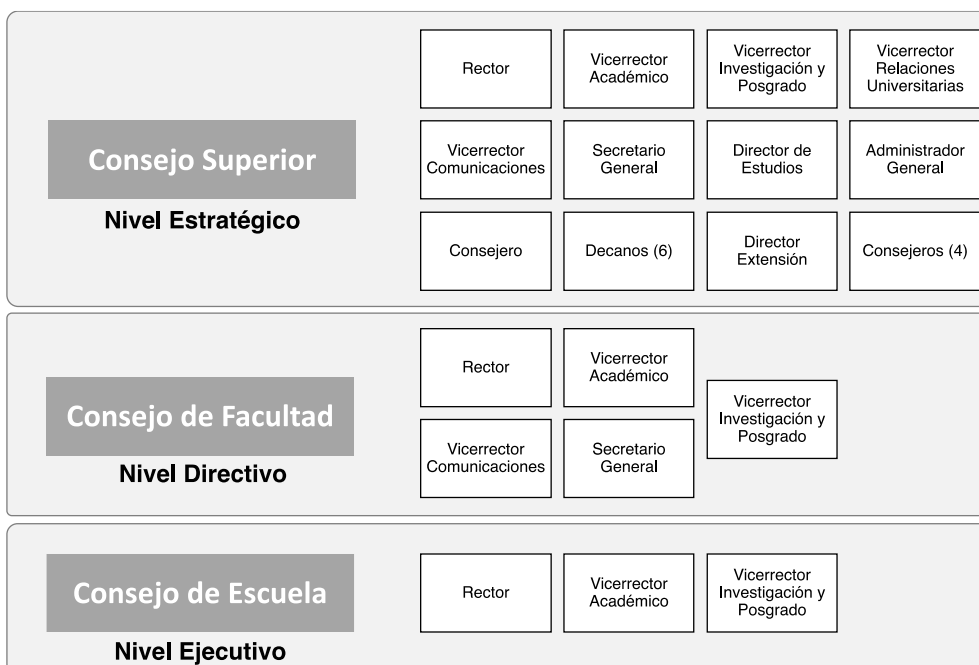 Consejo Superior
Nivel Estratégico
Rector
Vicerrector
Académico
Vicerrector
Investigación y
Posgrado
Vicerrector
Relaciones
Universitarias
Vicerrector
Comunicaciones
Secretario
General
Director de
Estudios
Administrador
General
Consejero
Decanos (6)
Director
Extensión
Consejeros (4)
Consejo de Facultad
Nivel Directivo
Rector
Vicerrector
Académico
Vicerrector
Comunicaciones
Secretario
General
Vicerrector
Investigación y
Posgrado
Consejo de Escuela
Nivel Ejecutivo
Rector
Vicerrector
Académico
Vicerrector
Investigación y
Posgrado